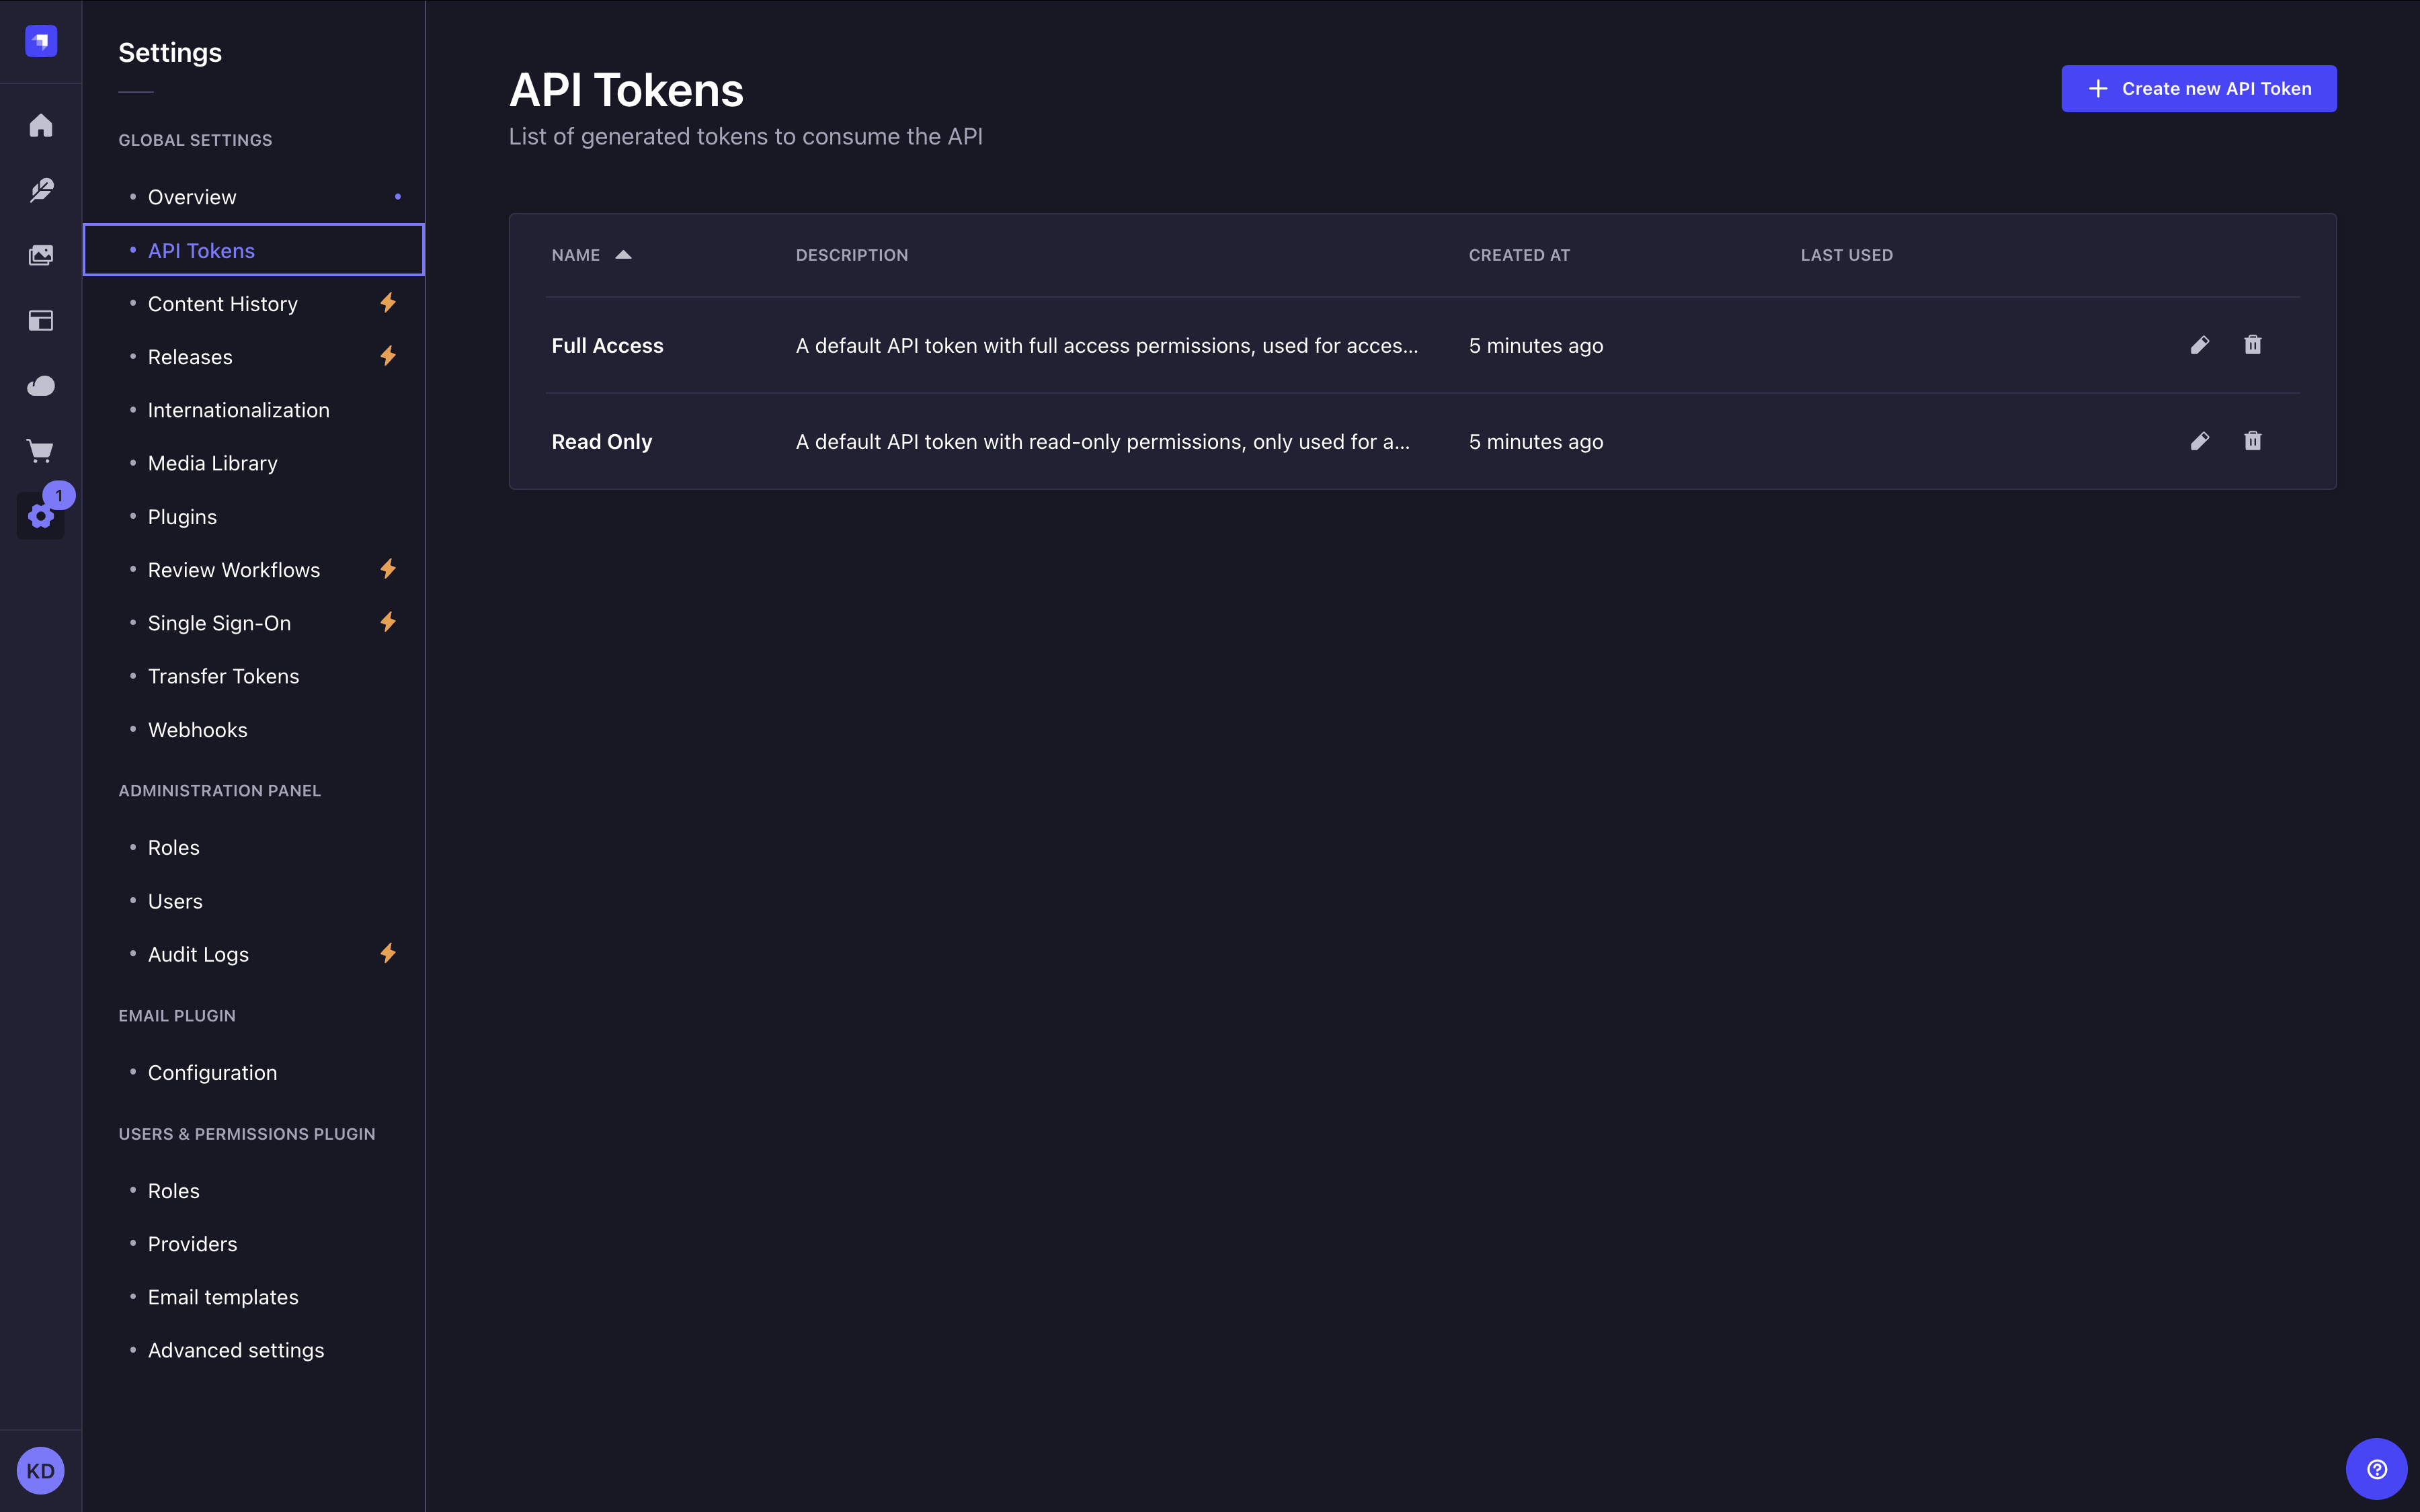 Settings
GLOBAL SETTINGS
Overview
API Tokens
Content History
Releases
Internationalization
Media Library
Plugins
Review Workflows
Single Sign-On
Transfer Tokens
Webhooks
ADMINISTRATION PANEL
Roles
Users
Audit Logs
EMAIL PLUGIN
Configuration
USERS & PERMISSIONS PLUGIN
Roles
Providers
Email templates
Advanced settings
1
KD
API Tokens
List of generated tokens to consume the API
Create new API Token
NAME DESCRIPTION CREATED AT LAST USED
Full Access A default API token with full access permissions, used for acces... 5 minutes ago
Read Only A default API token with read-only permissions, only used for a... 5 minutes ago